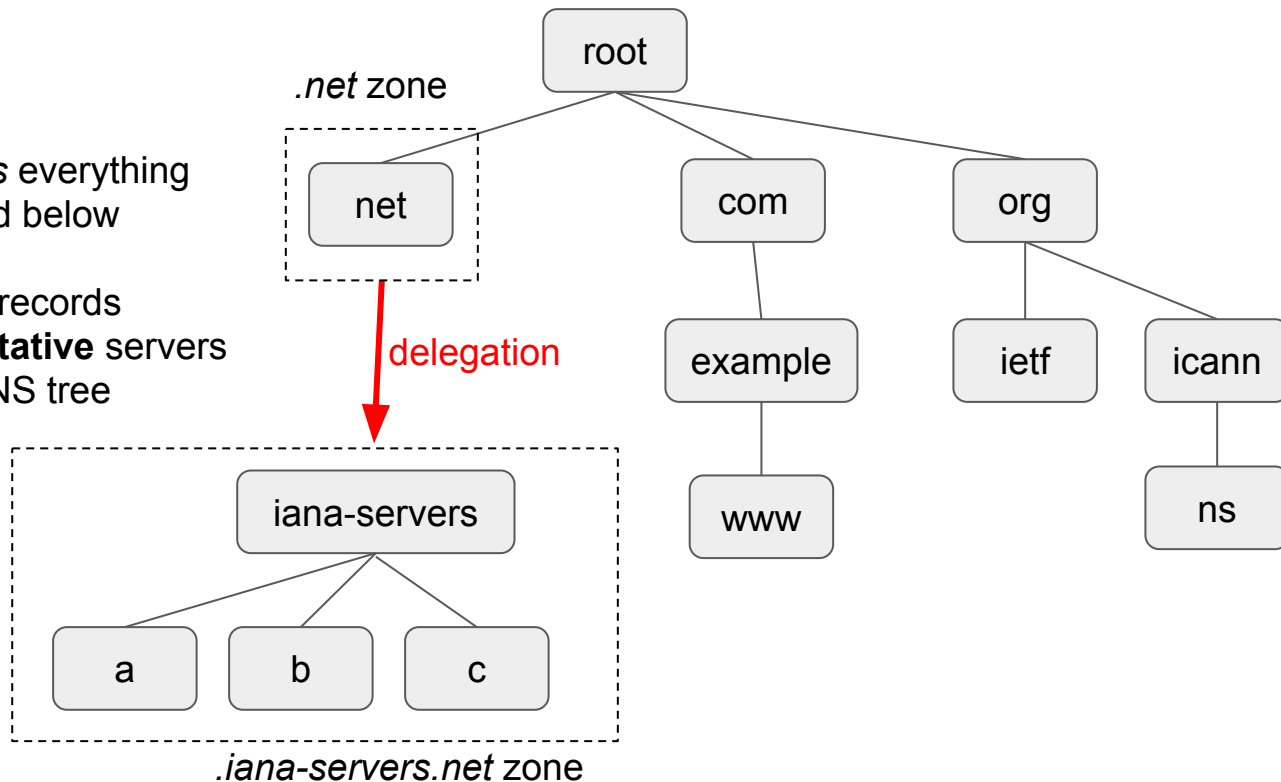 root
.net zone
s everything
d below
net
com
org
records
tative servers
NS tree
delegation
example
ietf
icann
iana-servers
www
ns
a
b
c
.iana-servers.net zone